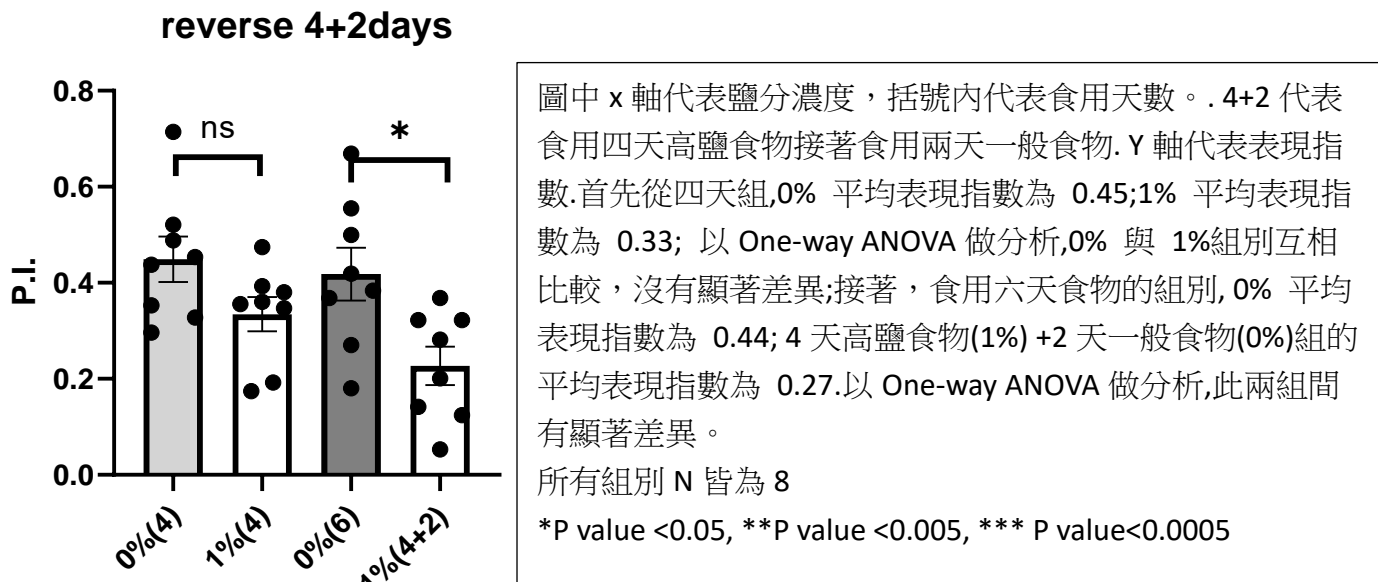 reverse 4+2days
0.8
0.6
0.4
0.2
0.0
P.I.
ns
*
0%(4)
1%(4)
0%(6)
1%(4+2)
圖中 x 軸代表鹽分濃度，括號內代表食用天數。. 4+2 代表
食用四天高鹽食物接著食用兩天一般食物. Y 軸代表表現指
數.首先從四天組,0% 平均表現指數為 0.45;1% 平均表現指
數為 0.33; 以 One-way ANOVA 做分析,0% 與 1%組別互相
比較，沒有顯著差異;接著，食用六天食物的組別, 0% 平均
表現指數為 0.44; 4 天高鹽食物(1%) +2 天一般食物(0%)組的
平均表現指數為 0.27.以 One-way ANOVA 做分析,此兩組間
有顯著差異。
所有組別 N 皆為 8
*P value <0.05, **P value <0.005, *** P value<0.0005